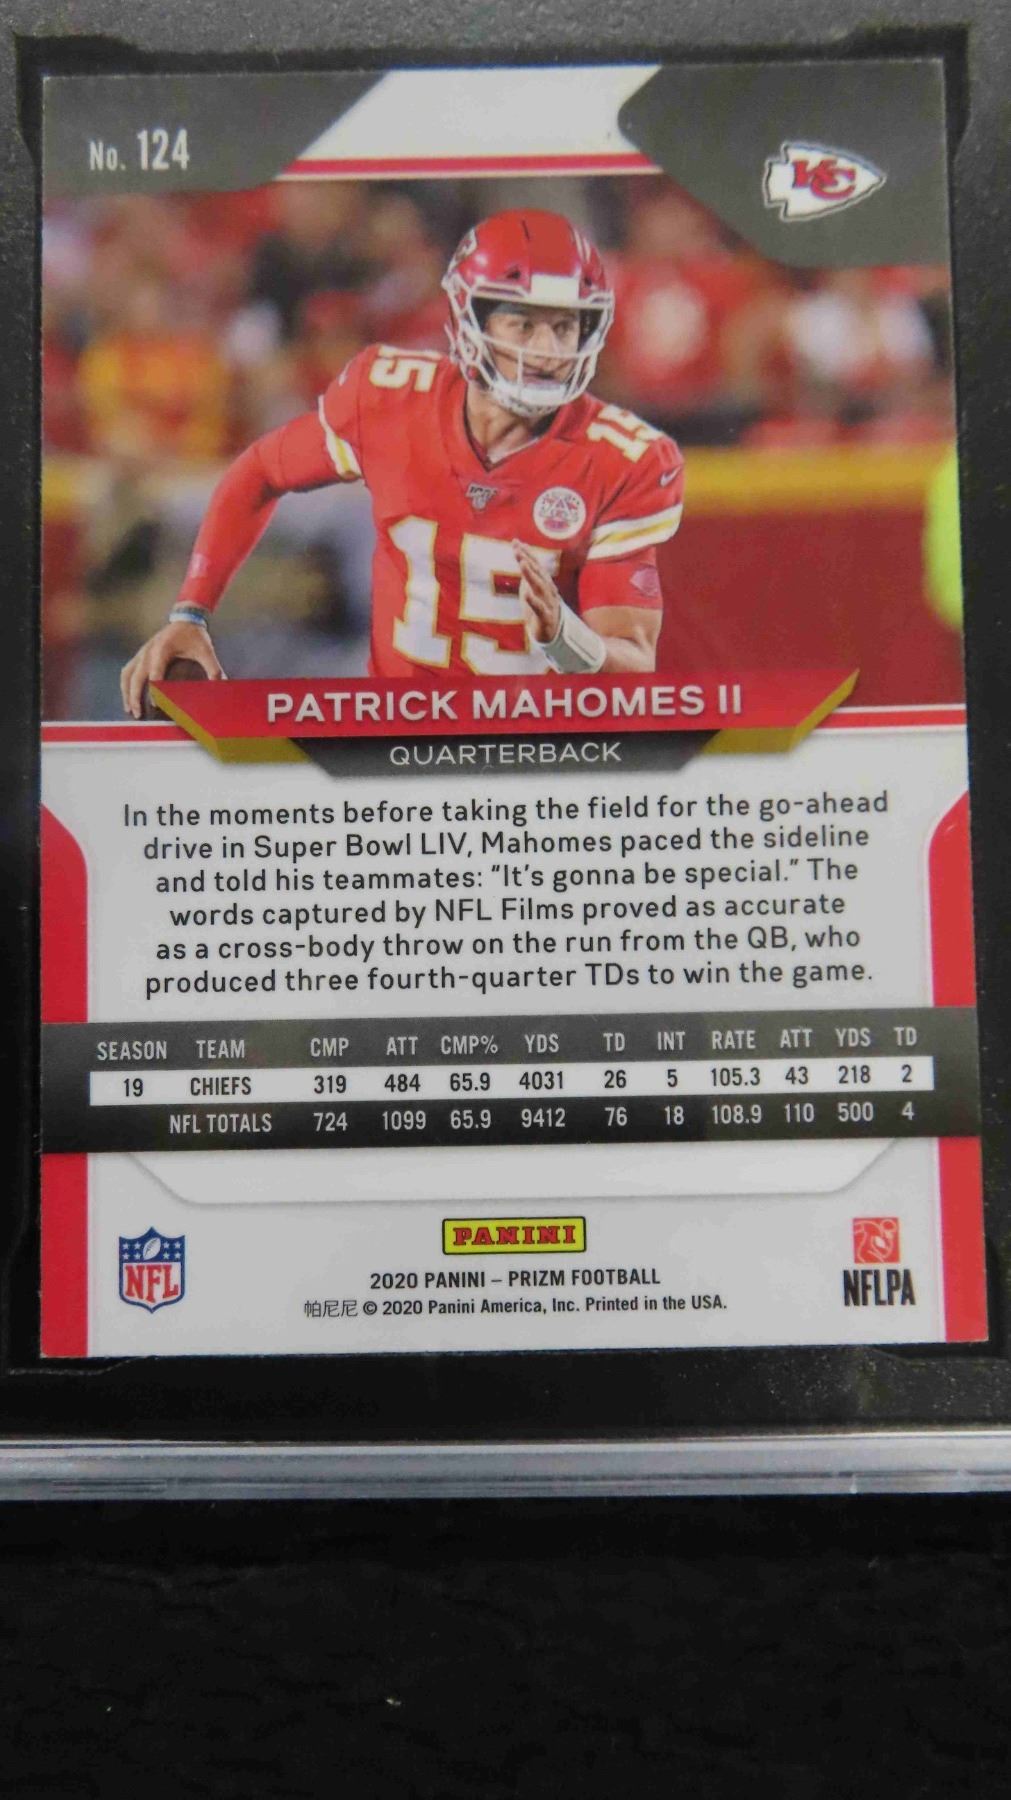 No. 124
KC
15
15
15
PATRICK MAHOMES II
QUARTERBACK
In the moments before taking the field for the go-ahead
drive in Super Bowl LIV, Mahomes paced the sideline
and told his teammates: “It's gonna be special.” The
words captured by NFL Films proved as accurate
as a cross-body throw on the run from the QB, who
produced three fourth-quarter TDs to win the game.
SEASON TEAM CMP ATT CMP% YDS TD INT RATE ATT YDS TD
19 CHIEFS 319 484 65.9 4031 26 5 105.3 43 218 2
NFL TOTALS 724 1099 65.9 9412 76 18 108.9 110 500 4
NFL
PANINI
NFLPA
2020 PANINI – PRIZM FOOTBALL
帕尼尼 © 2020 Panini America, Inc. Printed in the USA.